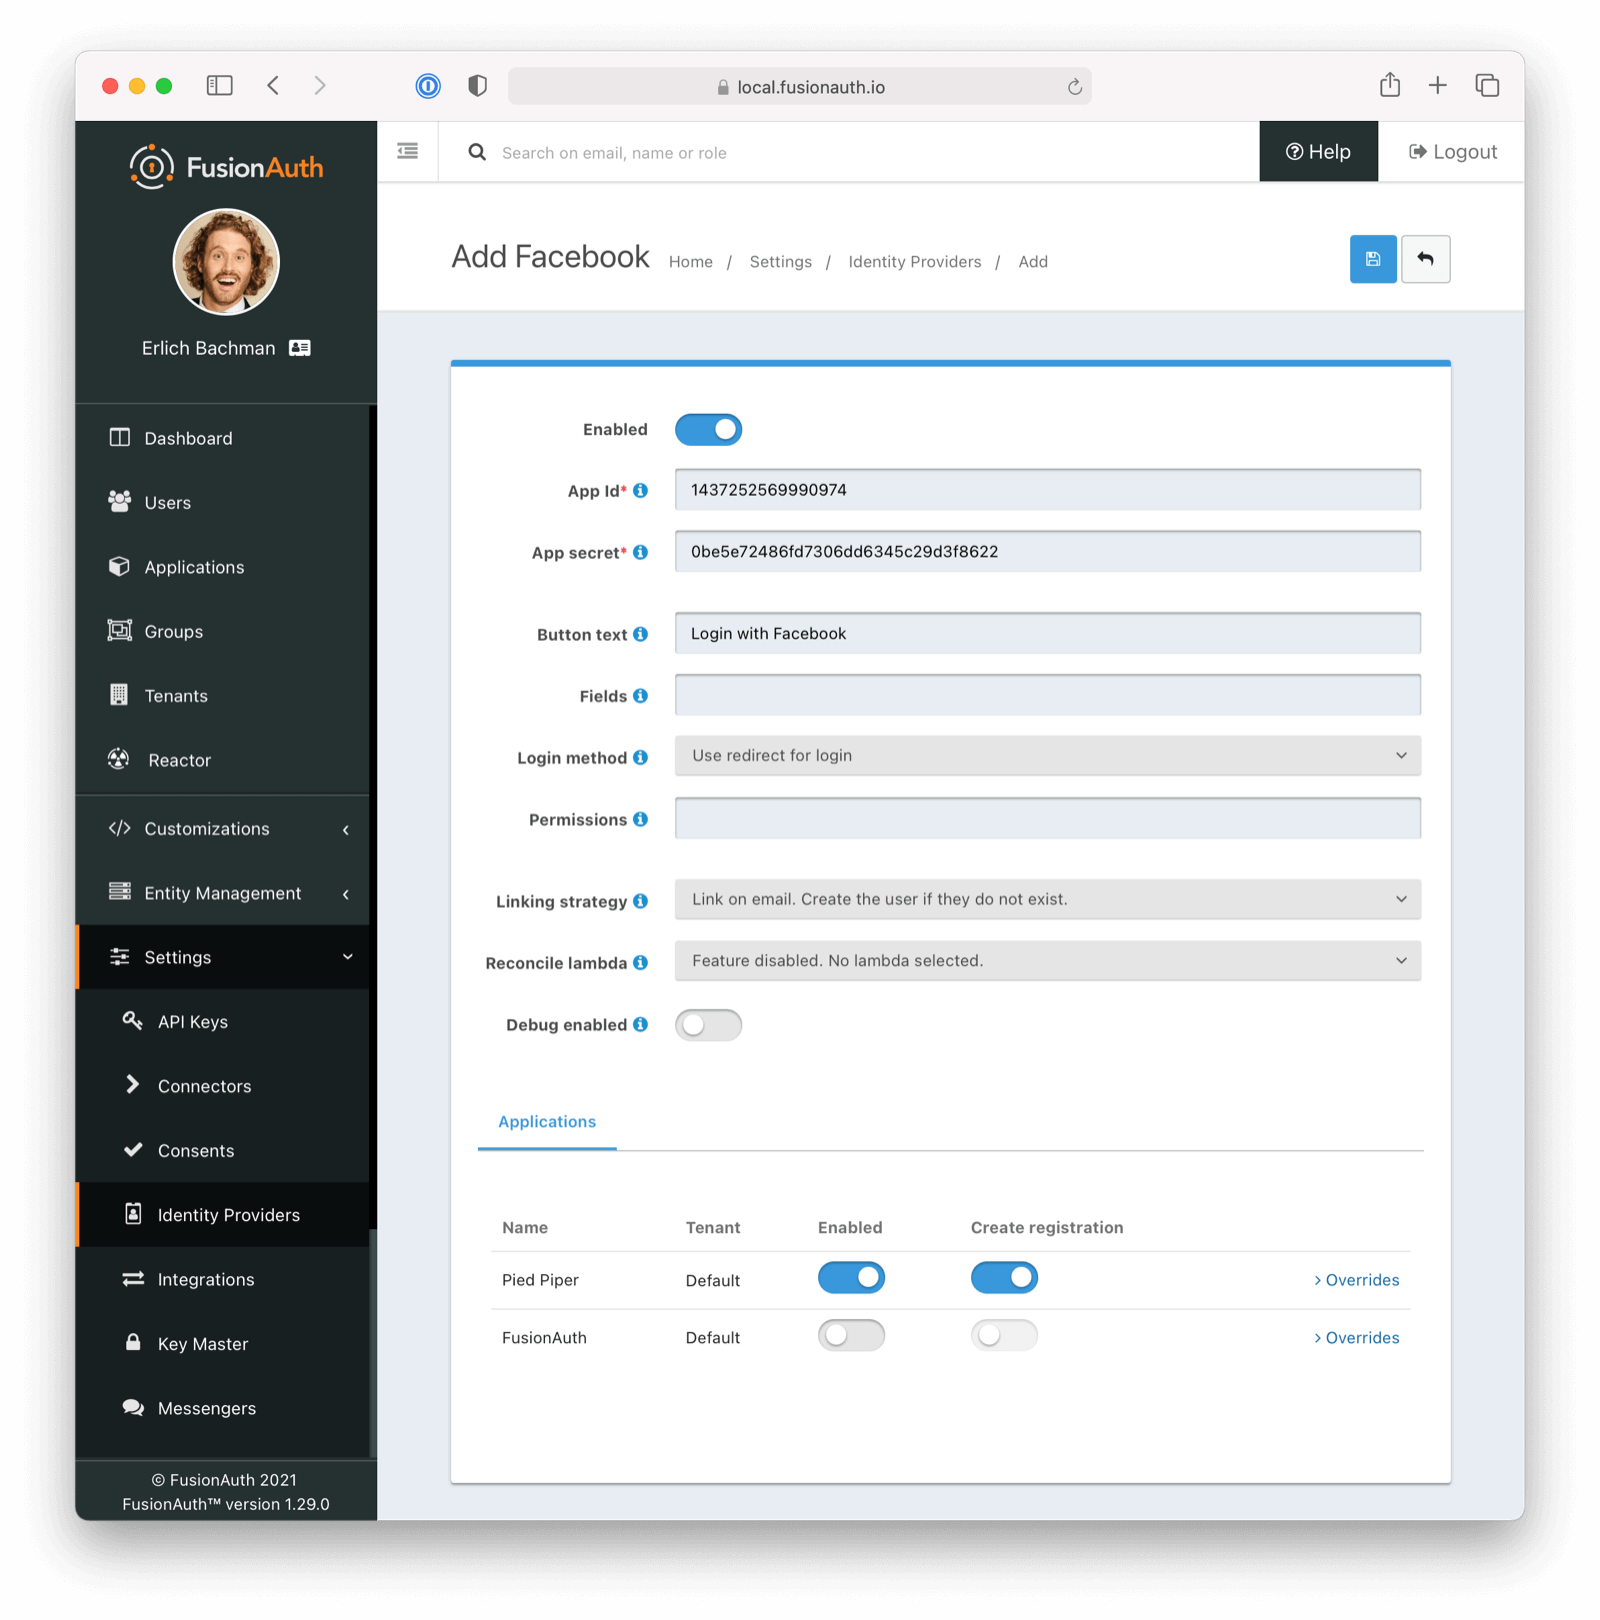 local.fusionauth.io
FusionAuth
Search on email, name or role
Help
Logout
Erlich Bachman
Add Facebook
Home / Settings / Identity Providers / Add
Dashboard
Users
Applications
Groups
Tenants
Reactor
Customizations
Entity Management
Settings
API Keys
Connectors
Consents
Identity Providers
Integrations
Key Master
Messengers
© FusionAuth 2021
FusionAuth™ version 1.29.0
Enabled
App Id* 1437252569990974
App secret* 0be5e72486fd7306dd6345c29d3f8622
Button text Login with Facebook
Fields
Login method Use redirect for login
Permissions
Linking strategy Link on email. Create the user if they do not exist.
Reconcile lambda Feature disabled. No lambda selected.
Debug enabled
Applications
Name Tenant Enabled Create registration
Pied Piper Default > Overrides
FusionAuth Default > Overrides